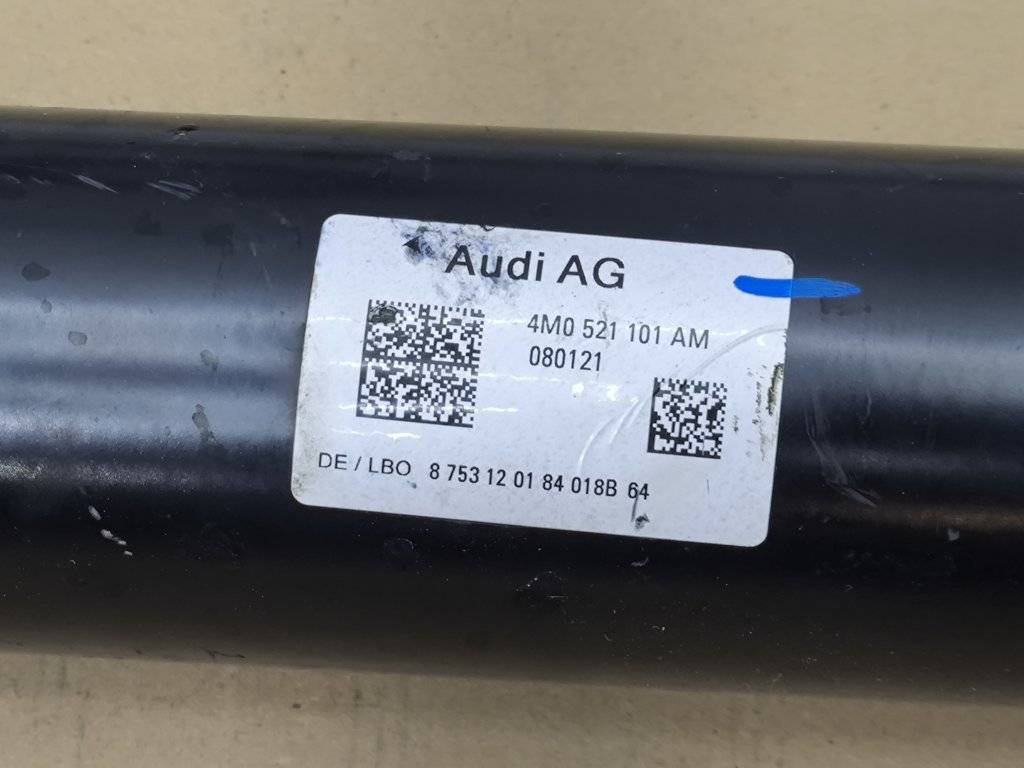 Audi AG
4M0 521 101 AM
080121
DE / LBO 8 753 12 01 84 018B 64